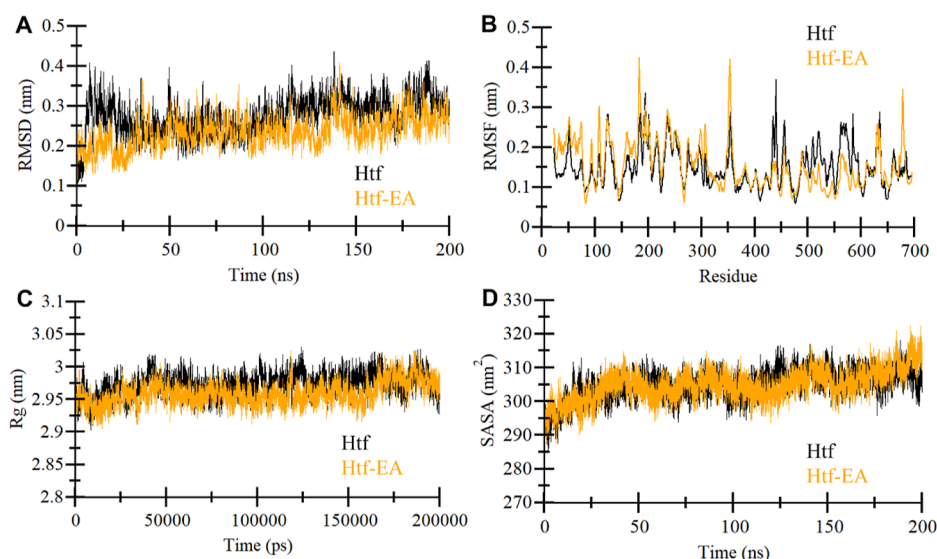 A
0.5
0.4
0.3
0.2
0.1
0
RMSD (nm)
0 50 100 150 200
Time (ns)
Htf
Htf-EA
B
0.5
0.4
0.3
0.2
0.1
0
RMSF (nm)
0 100 200 300 400 500 600 700
Residue
Htf
Htf-EA
C
3.1
3.05
3
2.95
2.9
2.85
2.8
Rg (nm)
0 50000 100000 150000 200000
Time (ps)
Htf
Htf-EA
D
330
320
310
300
290
280
270
SASA (nm²)
0 50 100 150 200
Time (ns)
Htf
Htf-EA